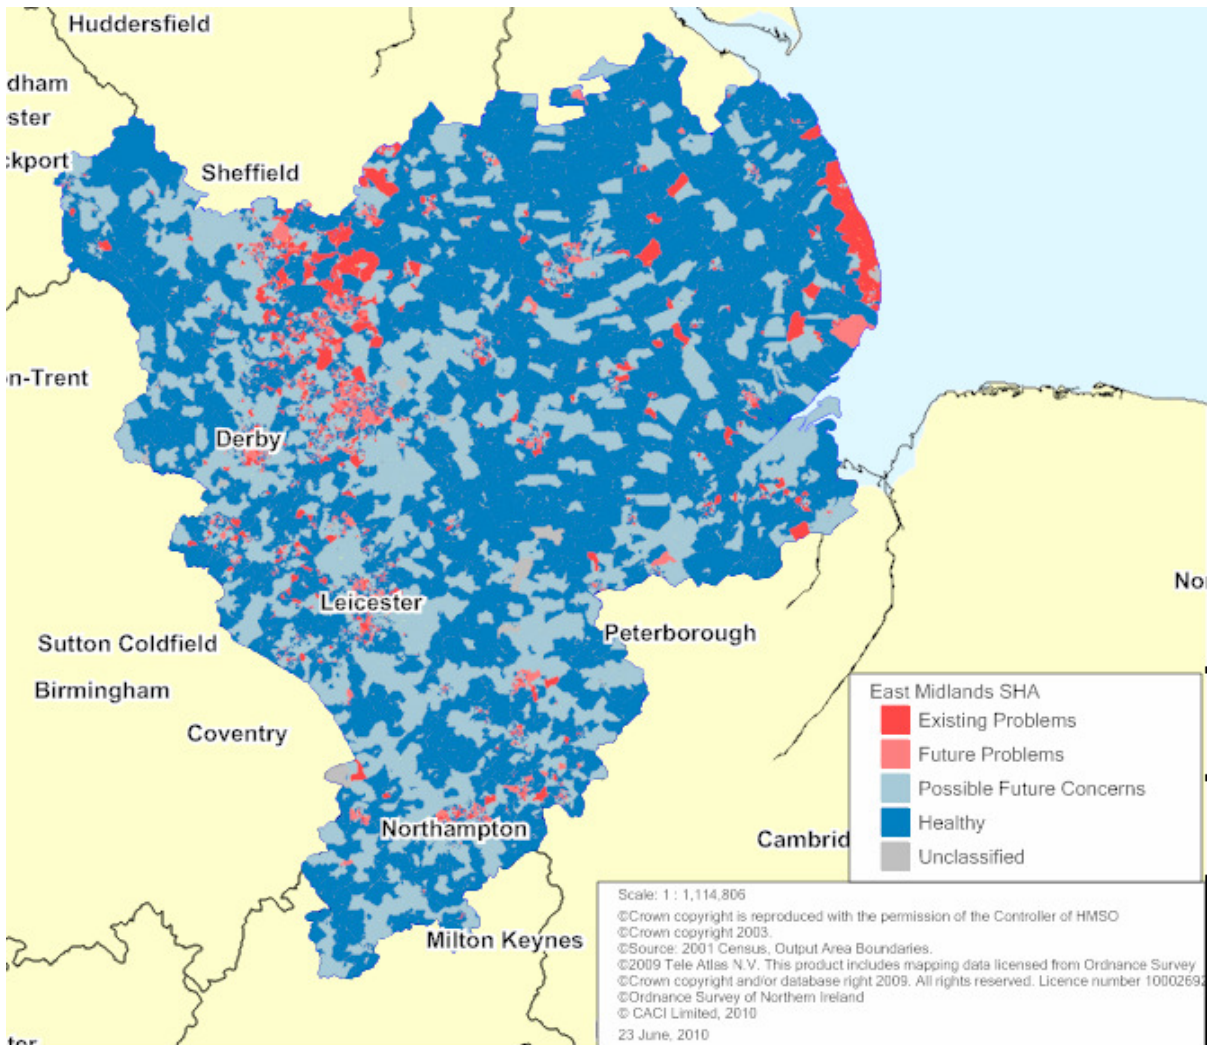 Huddersfield
dham
ster
ckport
Sheffield
n-Trent
Derby
Leicester
Sutton Coldfield
Peterborough
Birmingham
Coventry
Nor
Northampton
Cambrid
Milton Keynes
ter
East Midlands SHA
Existing Problems
Future Problems
Possible Future Concerns
Healthy
Unclassified
Scale: 1 : 1,114,806
©Crown copyright is reproduced with the permission of the Controller of HMSO
©Crown copyright 2003.
©Source: 2001 Census, Output Area Boundaries.
©2009 Tele Atlas N.V. This product includes mapping data licensed from Ordnance Survey
©Crown copyright and/or database right 2009. All rights reserved. Licence number 10002692
©Ordnance Survey of Northern Ireland
© CACI Limited, 2010
23 June, 2010